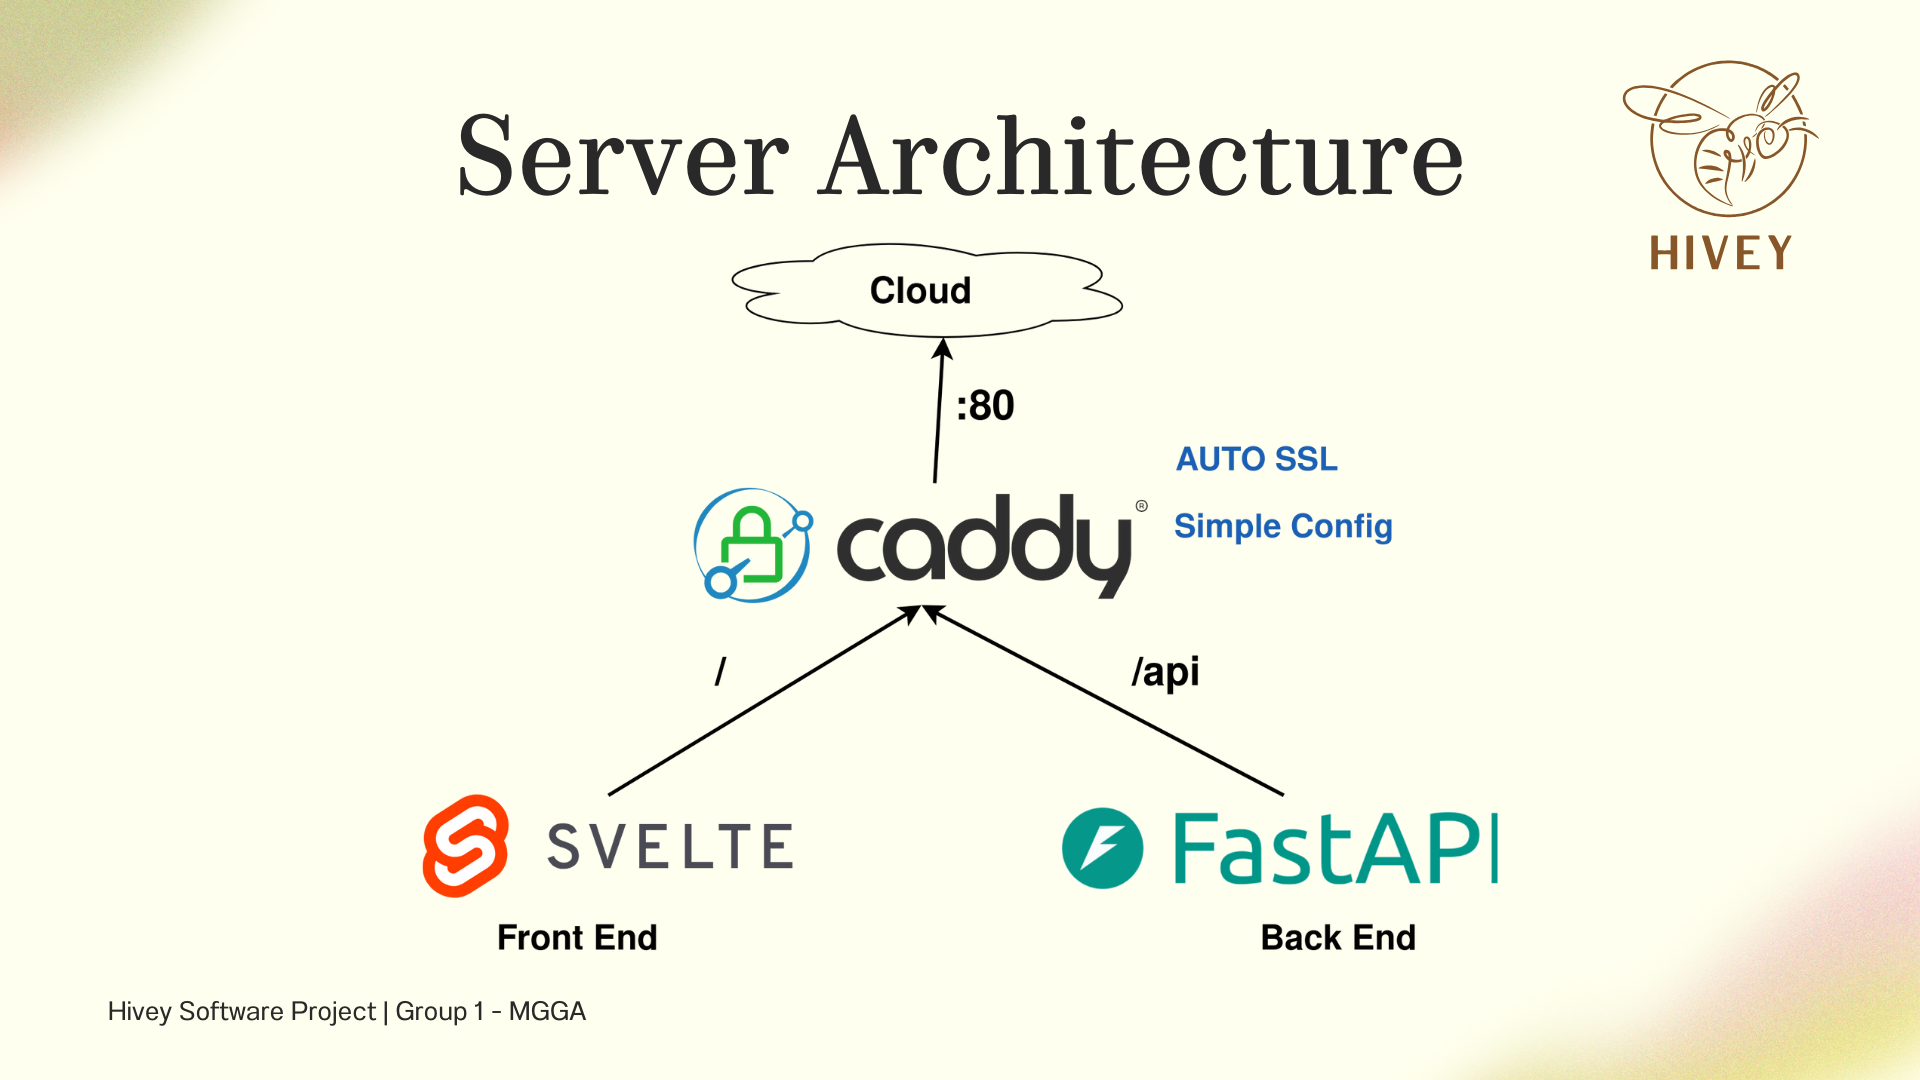 Server Architecture
HIVEY
Cloud
:80
AUTO SSL
caddy®
Simple Config
/
/api
SVELTE
FastAPI
Front End
Back End
Hivey Software Project | Group 1 - MGGA